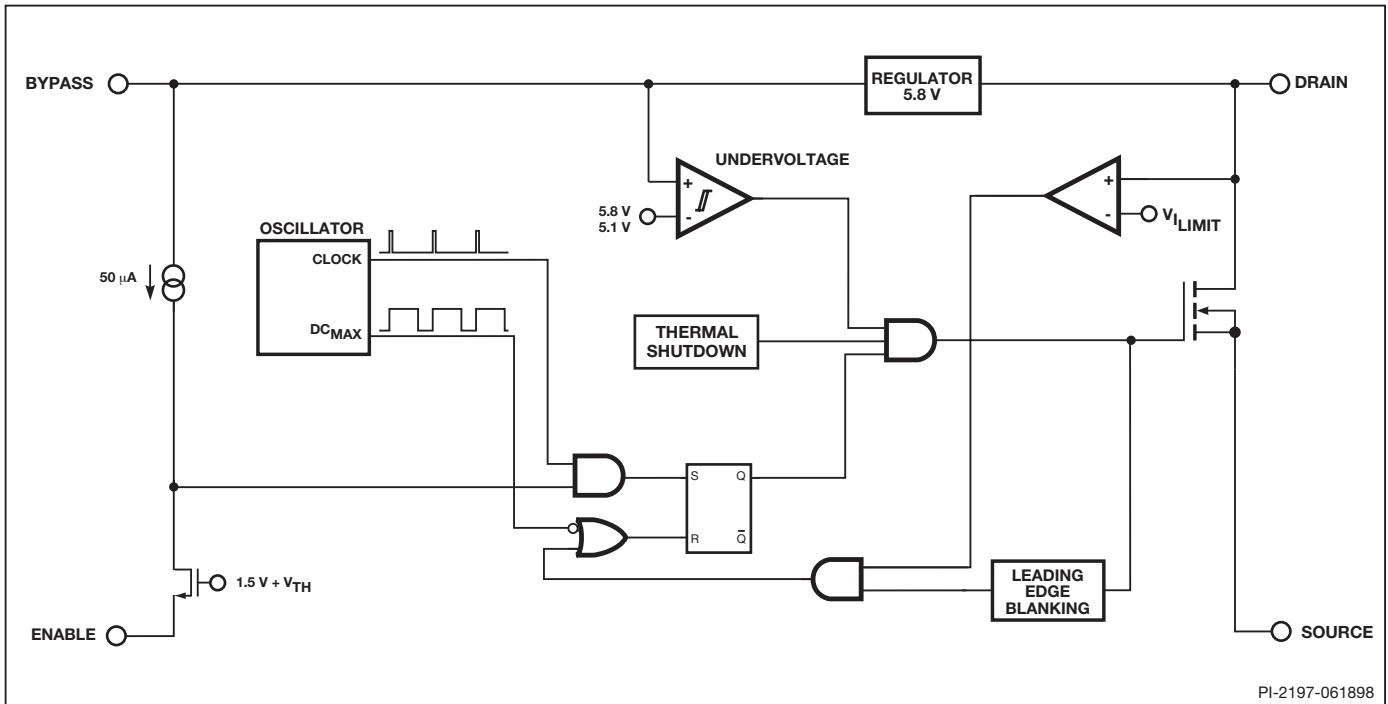 BYPASS
REGULATOR
5.8 V
DRAIN
UNDERVOLTAGE
+
-
5.8 V
5.1 V
+
-
VILIMIT
OSCILLATOR
CLOCK
DCMAX
50 µA
THERMAL
SHUTDOWN
S
Q
R
Q̅
1.5 V + VTH
LEADING
EDGE
BLANKING
ENABLE
SOURCE
PI-2197-061898